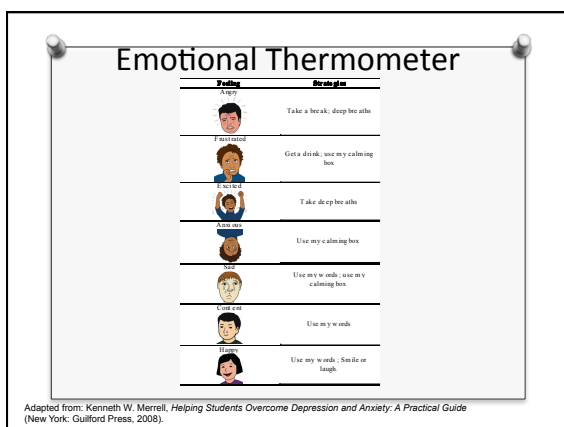 Emotional Thermometer
Feeling Strategies
Angry
Take a break; deep breaths
Frustrated
Get a drink; use my calming
box
Excited
Take deep breaths
Anxious
Use my calming box
Sad
Use my words; use my
calming box
Content
Use my words
Happy
Use my words; Smile or
laugh.
Adapted from: Kenneth W. Merrell, Helping Students Overcome Depression and Anxiety: A Practical Guide
(New York: Guilford Press, 2008).